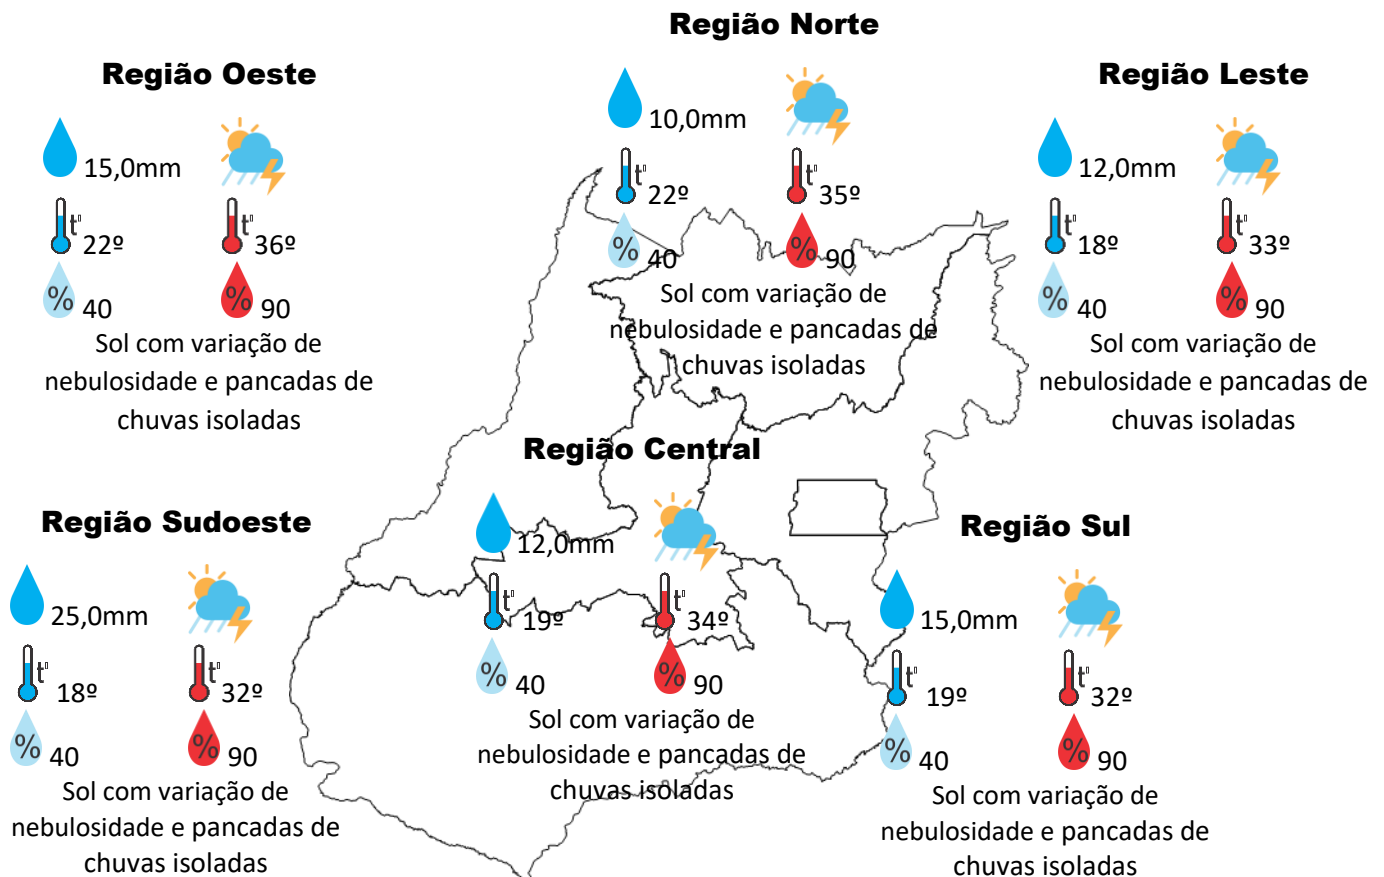 Região Norte
10,0mm
t°
22º
t°
35º
%
40
%
90
Sol com variação de
nebulosidade e pancadas de
chuvas isoladas
Região Oeste
15,0mm
t°
22º
t°
36º
%
40
%
90
Sol com variação de
nebulosidade e pancadas de
chuvas isoladas
Região Leste
12,0mm
t°
18º
t°
33º
%
40
%
90
Sol com variação de
nebulosidade e pancadas de
chuvas isoladas
Região Central
12,0mm
t°
19º
t°
34º
%
40
%
90
Sol com variação de
nebulosidade e pancadas de
chuvas isoladas
Região Sudoeste
25,0mm
t°
18º
t°
32º
%
40
%
90
Sol com variação de
nebulosidade e pancadas de
chuvas isoladas
Região Sul
15,0mm
t°
19º
t°
32º
%
40
%
90
Sol com variação de
nebulosidade e pancadas de
chuvas isoladas